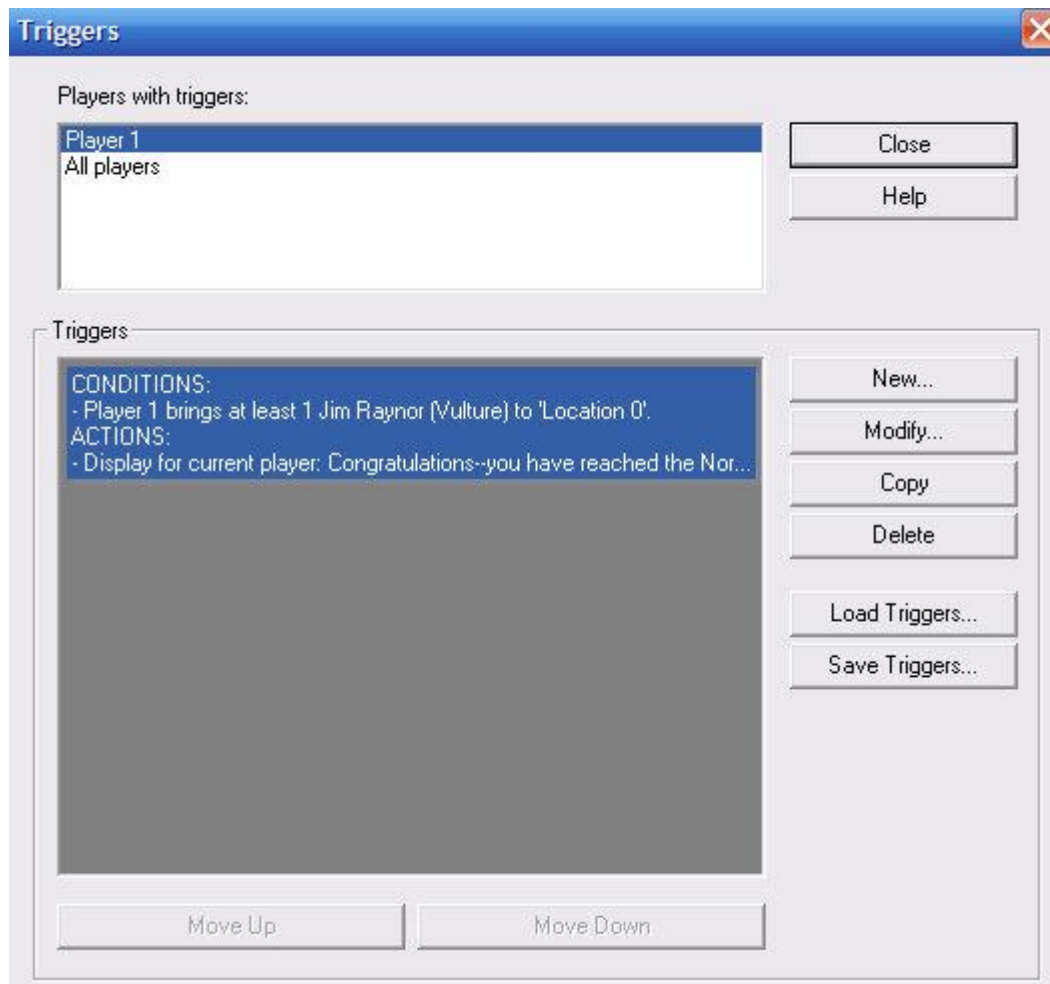 Triggers
Players with triggers:
Player 1
All players
Close
Help
Triggers
CONDITIONS:
- Player 1 brings at least 1 Jim Raynor (Vulture) to 'Location 0'.
ACTIONS:
- Display for current player: Congratulations--you have reached the Nor...
New...
Modify...
Copy
Delete
Load Triggers...
Save Triggers...
Move Up
Move Down